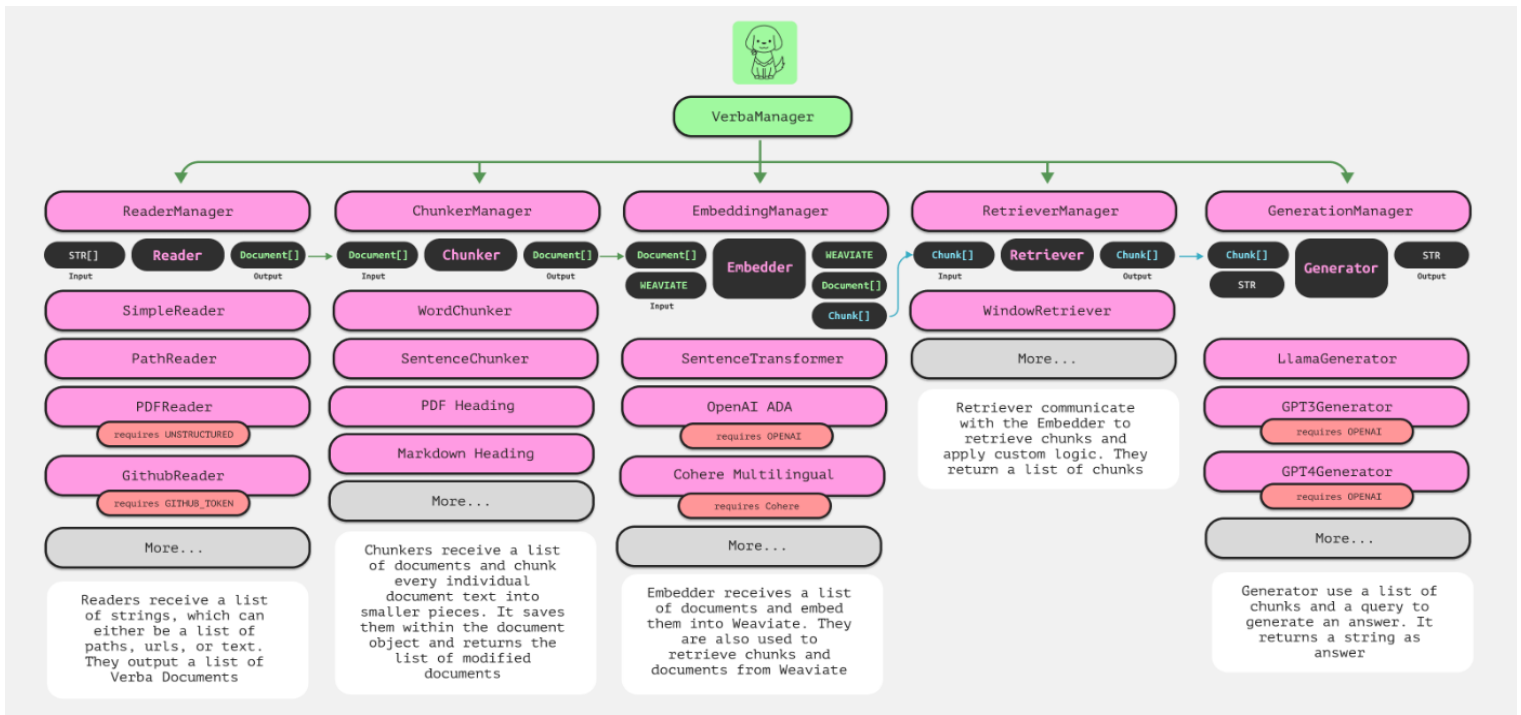 VerbaManager
ReaderManager
STR[]
Input
Reader
Document[]
Output
SimpleReader
PathReader
PDFReader
requires UNSTRUCTURED
GithubReader
requires GITHUB_TOKEN
More...
Readers receive a list
of strings, which can
either be a list of
paths, urls, or text.
They output a list of
Verba Documents
ChunkerManager
Document[]
Input
Chunker
Document[]
Output
WordChunker
SentenceChunker
PDF Heading
Markdown Heading
More...
Chunkers receive a list
of documents and chunk
every individual
document text into
smaller pieces. It saves
them within the document
object and returns the
list of modified
documents
EmbeddingManager
Document[]
WEAVIATE
Input
Embedder
WEAVIATE
Document[]
Chunk[]
SentenceTransformer
OpenAI ADA
requires OPENAI
Cohere Multilingual
requires Cohere
More...
Embedder receives a list
of documents and embed
them into Weaviate. They
are also used to
retrieve chunks and
documents from Weaviate
RetrieverManager
Chunk[]
Input
Retriever
Chunk[]
Output
WindowRetriever
More...
Retriever communicate
with the Embedder to
retrieve chunks and
apply custom logic. They
return a list of chunks
GenerationManager
Chunk[]
STR
Generator
STR
Output
LlamaGenerator
GPT3Generator
requires OPENAI
GPT4Generator
requires OPENAI
More...
Generator use a list of
chunks and a query to
generate an answer. It
returns a string as
answer